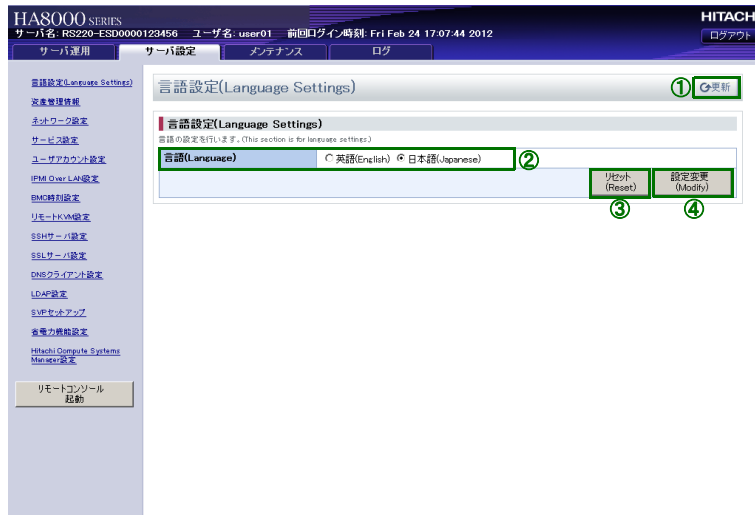 HA8000 SERIES
HITACHI
サーバ名: RS220-ESD0000123456 ユーザ名: user01 前回ログイン時刻: Fri Feb 24 17:07:44 2012
ログアウト
サーバ運用 サーバ設定 メンテナンス ログ
言語設定(Language Settings)
資産管理情報
ネットワーク設定
サービス設定
ユーザアカウント設定
IPMI Over LAN設定
BMC時刻設定
リモートKVM設定
SSHサーバ設定
SSLサーバ設定
DNSクライアント設定
LDAP設定
SVPセットアップ
省電力機能設定
Hitachi Compute Systems
Manager設定
リモートコンソール
起動
言語設定(Language Settings)
① 更新
言語設定(Language Settings)
言語の設定を行います。(This section is for language settings.)
言語(Language) 英語(English) 日本語(Japanese) ②
リセット
(Reset)
設定変更
(Modify)
③ ④